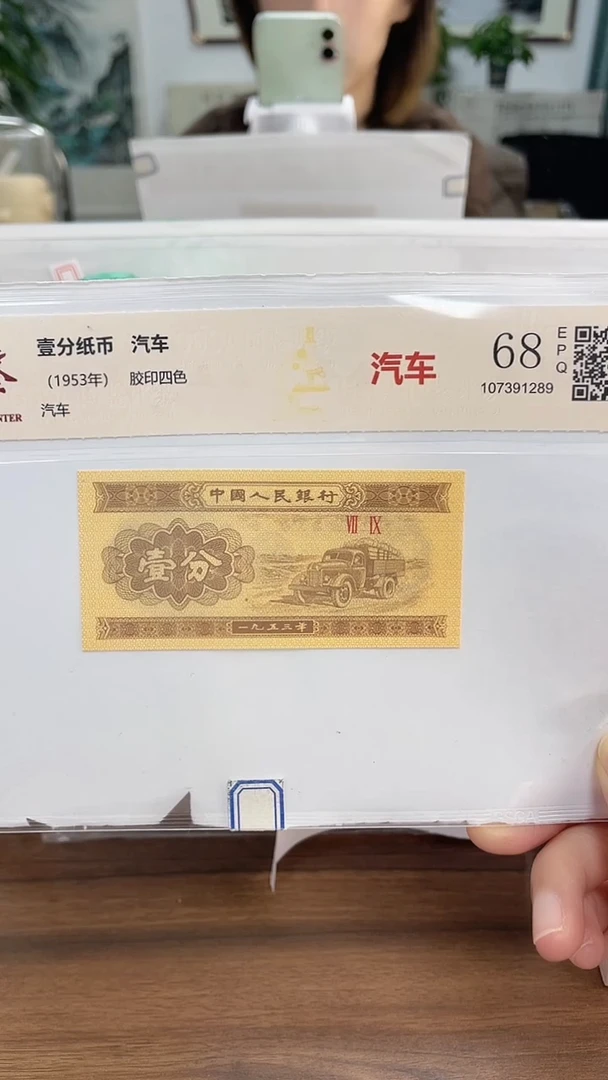 壹分纸币 汽车
(1953年) 胶印四色
汽车
汽车
68
EPQ
107391289
NTER
中國人民銀行
VII IX
壹分
一九五三年